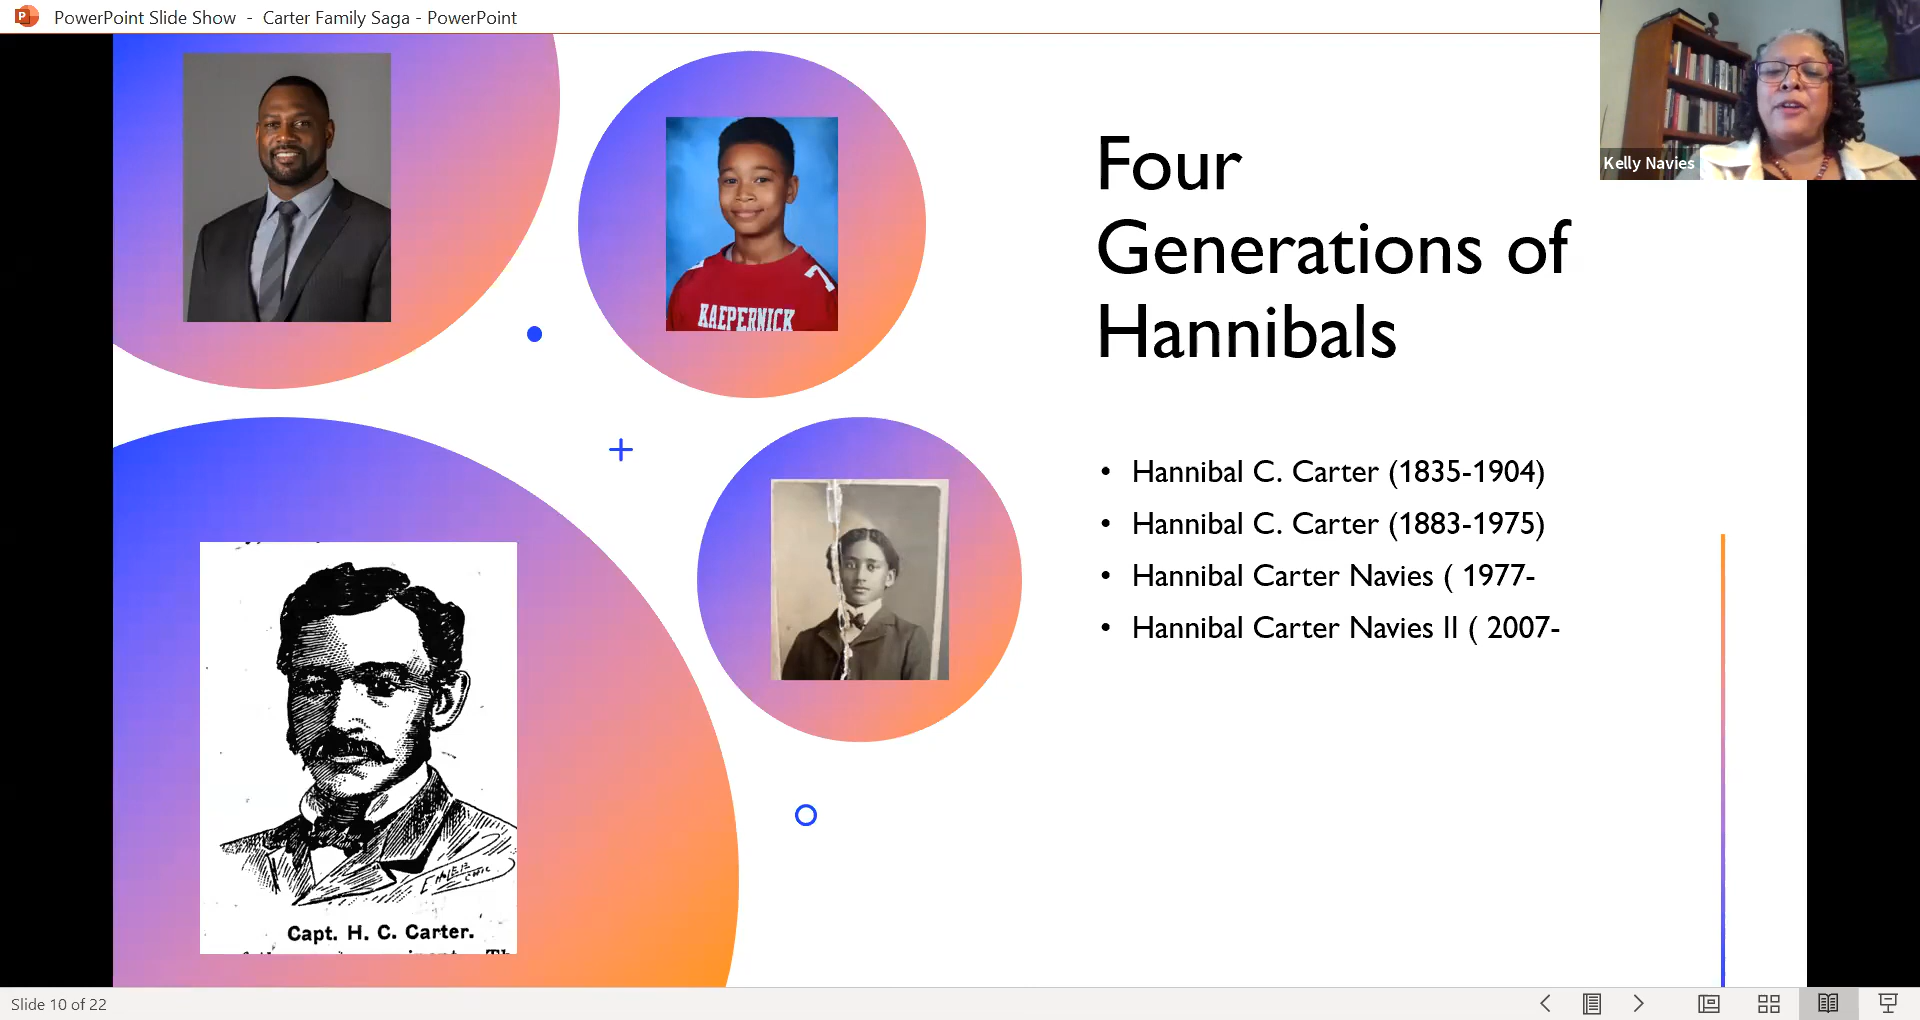 PowerPoint Slide Show - Carter Family Saga - PowerPoint
Kelly Navies
7
KAEPERNICK
Four
Generations of
Hannibals
• Hannibal C. Carter (1835-1904)
• Hannibal C. Carter (1883-1975)
• Hannibal Carter Navies ( 1977-
• Hannibal Carter Navies II ( 2007-
Capt. H. C. Carter.
Slide 10 of 22